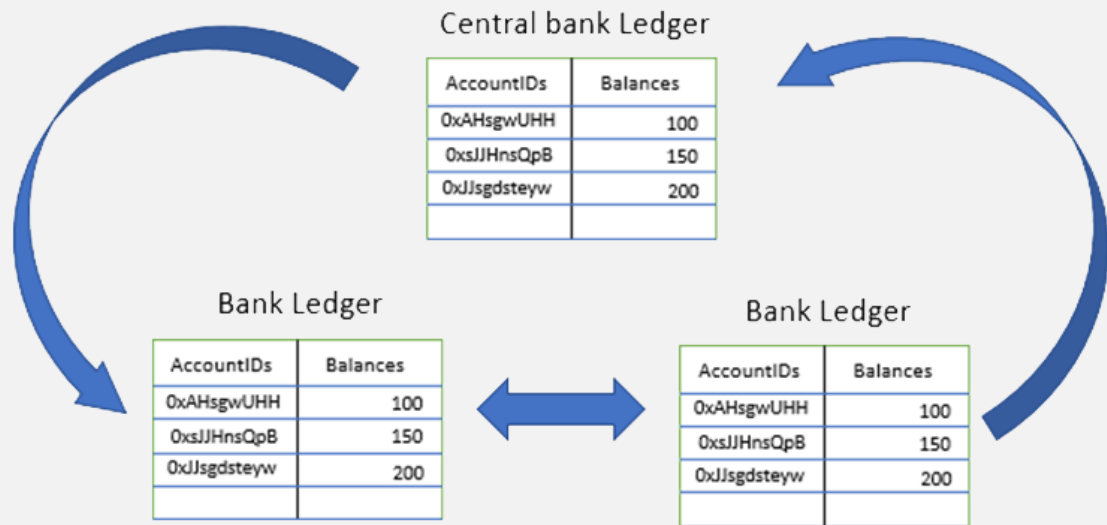 Central bank Ledger
AccountIDs Balances
0xAHsgwUHH 100
0xsJJHnsQpB 150
0xJJsgdsteyw 200
Bank Ledger
AccountIDs Balances
0xAHsgwUHH 100
0xsJJHnsQpB 150
0xJJsgdsteyw 200
Bank Ledger
AccountIDs Balances
0xAHsgwUHH 100
0xsJJHnsQpB 150
0xJJsgdsteyw 200